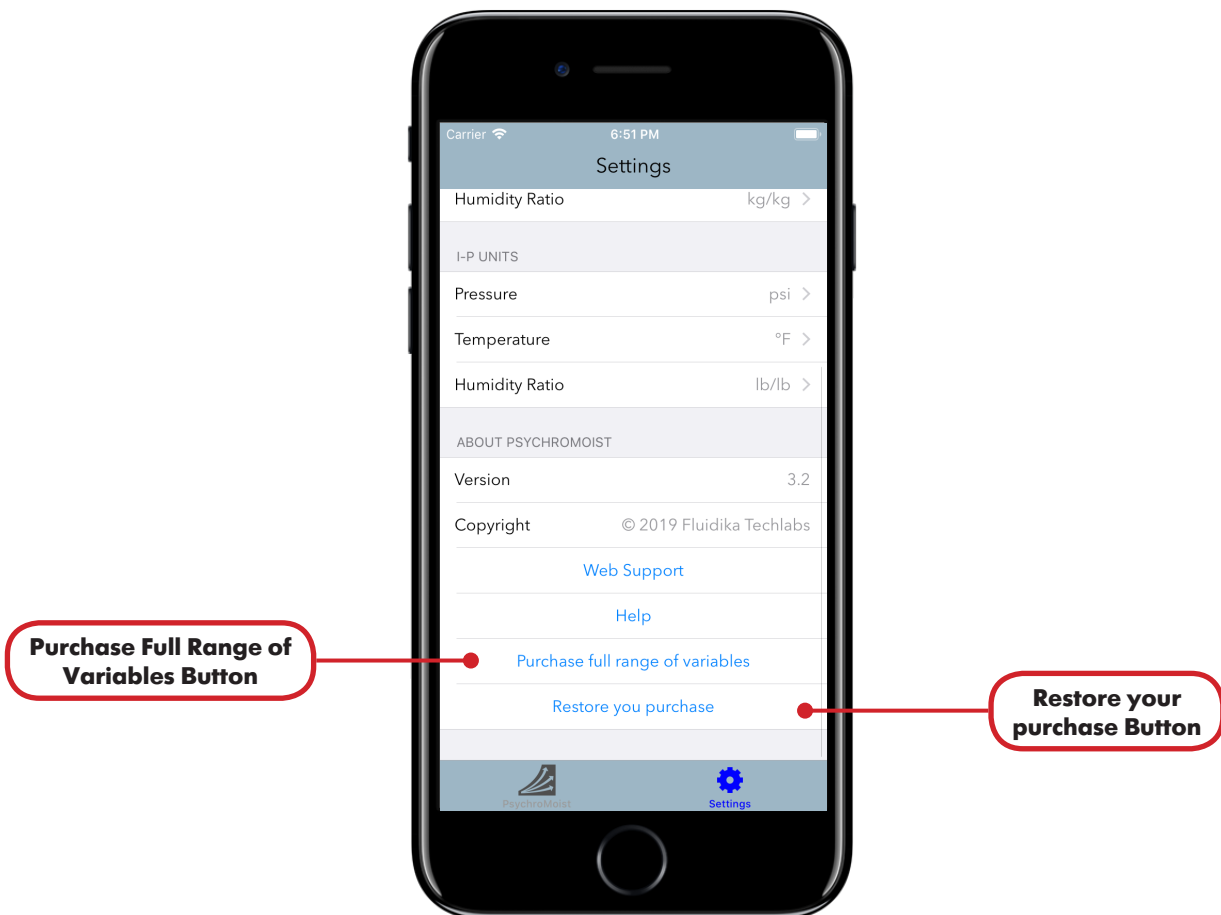 Carrier 6:51 PM
Settings
Humidity Ratio kg/kg >
I-P UNITS
Pressure psi >
Temperature °F >
Humidity Ratio lb/lb >
ABOUT PSYCHROMOIST
Version 3.2
Copyright © 2019 Fluidika Techlabs
Web Support
Help
Purchase Full Range of
Variables Button
Purchase full range of variables
Restore you purchase
Restore your
purchase Button
PsychroMoist Settings